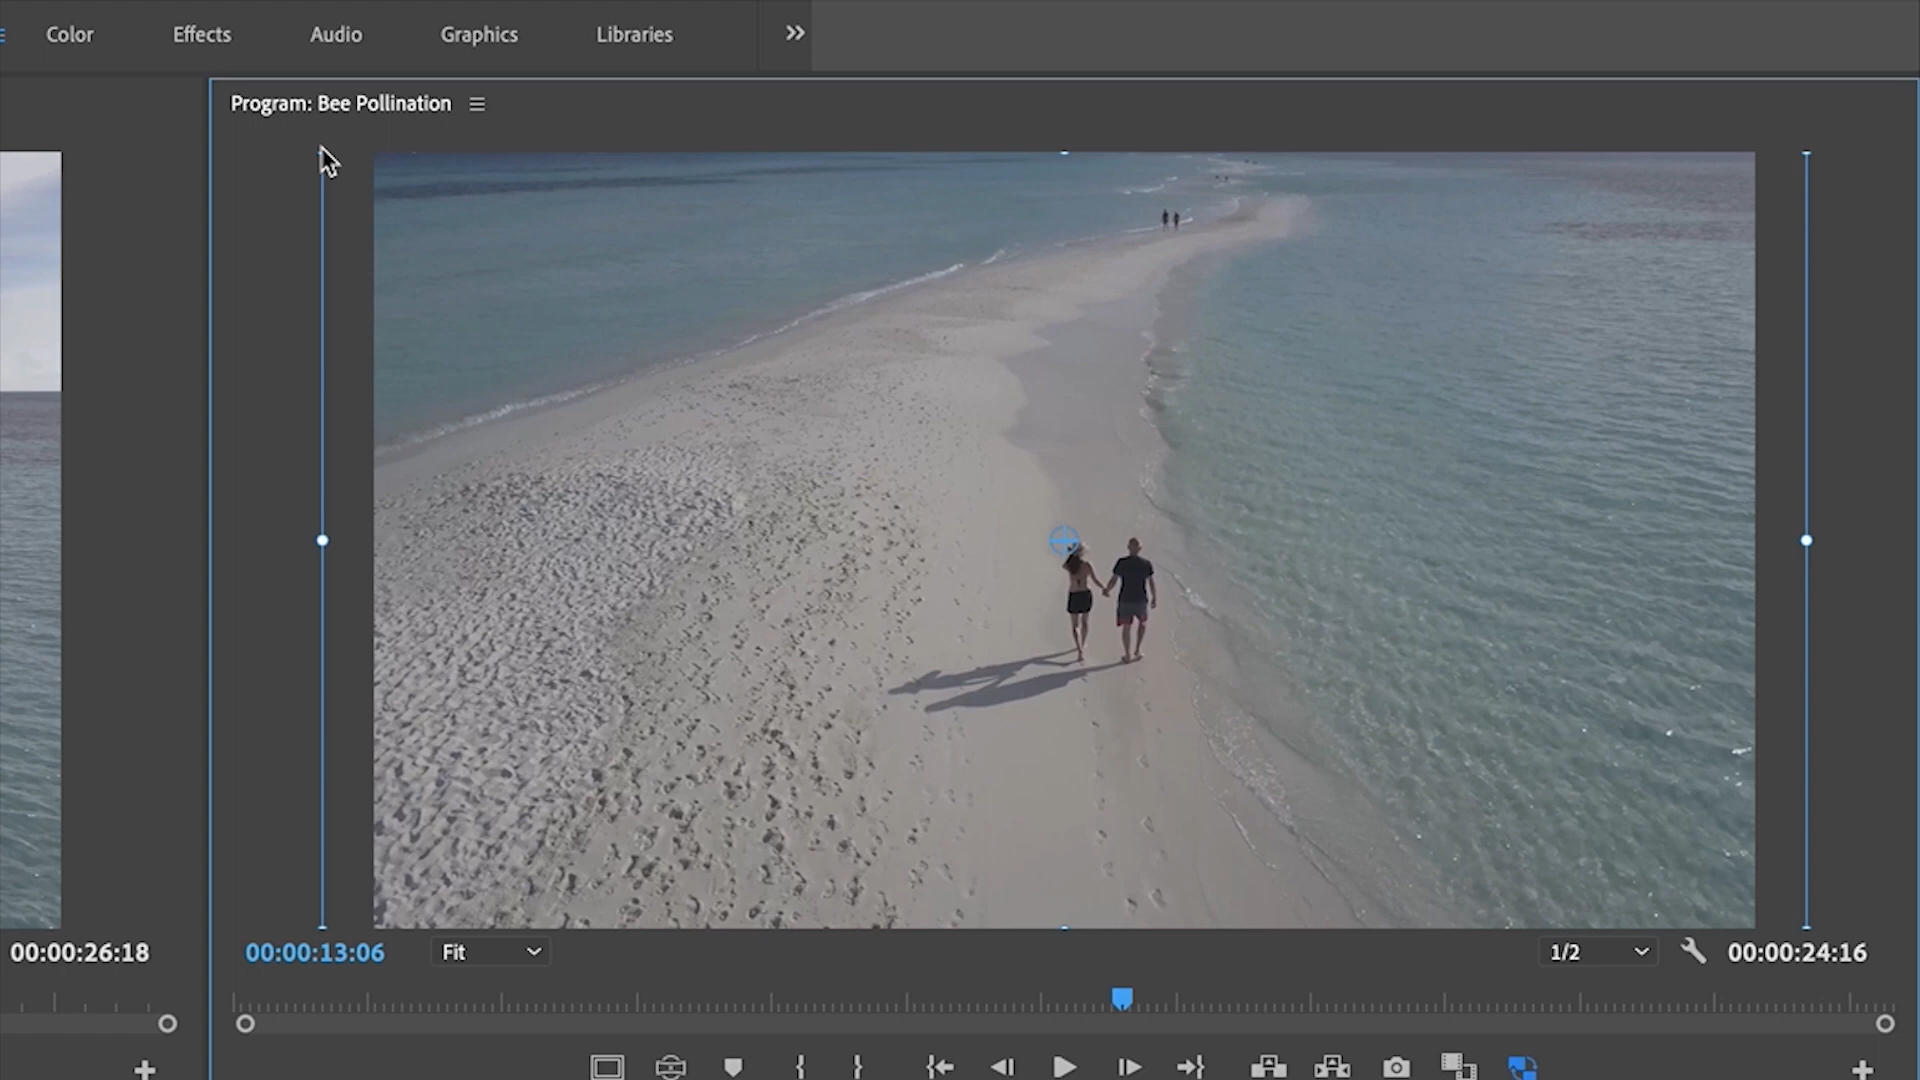 Color Effects Audio Graphics Libraries
Program: Bee Pollination
00:00:26:18 00:00:13:06 Fit 1/2 00:00:24:16